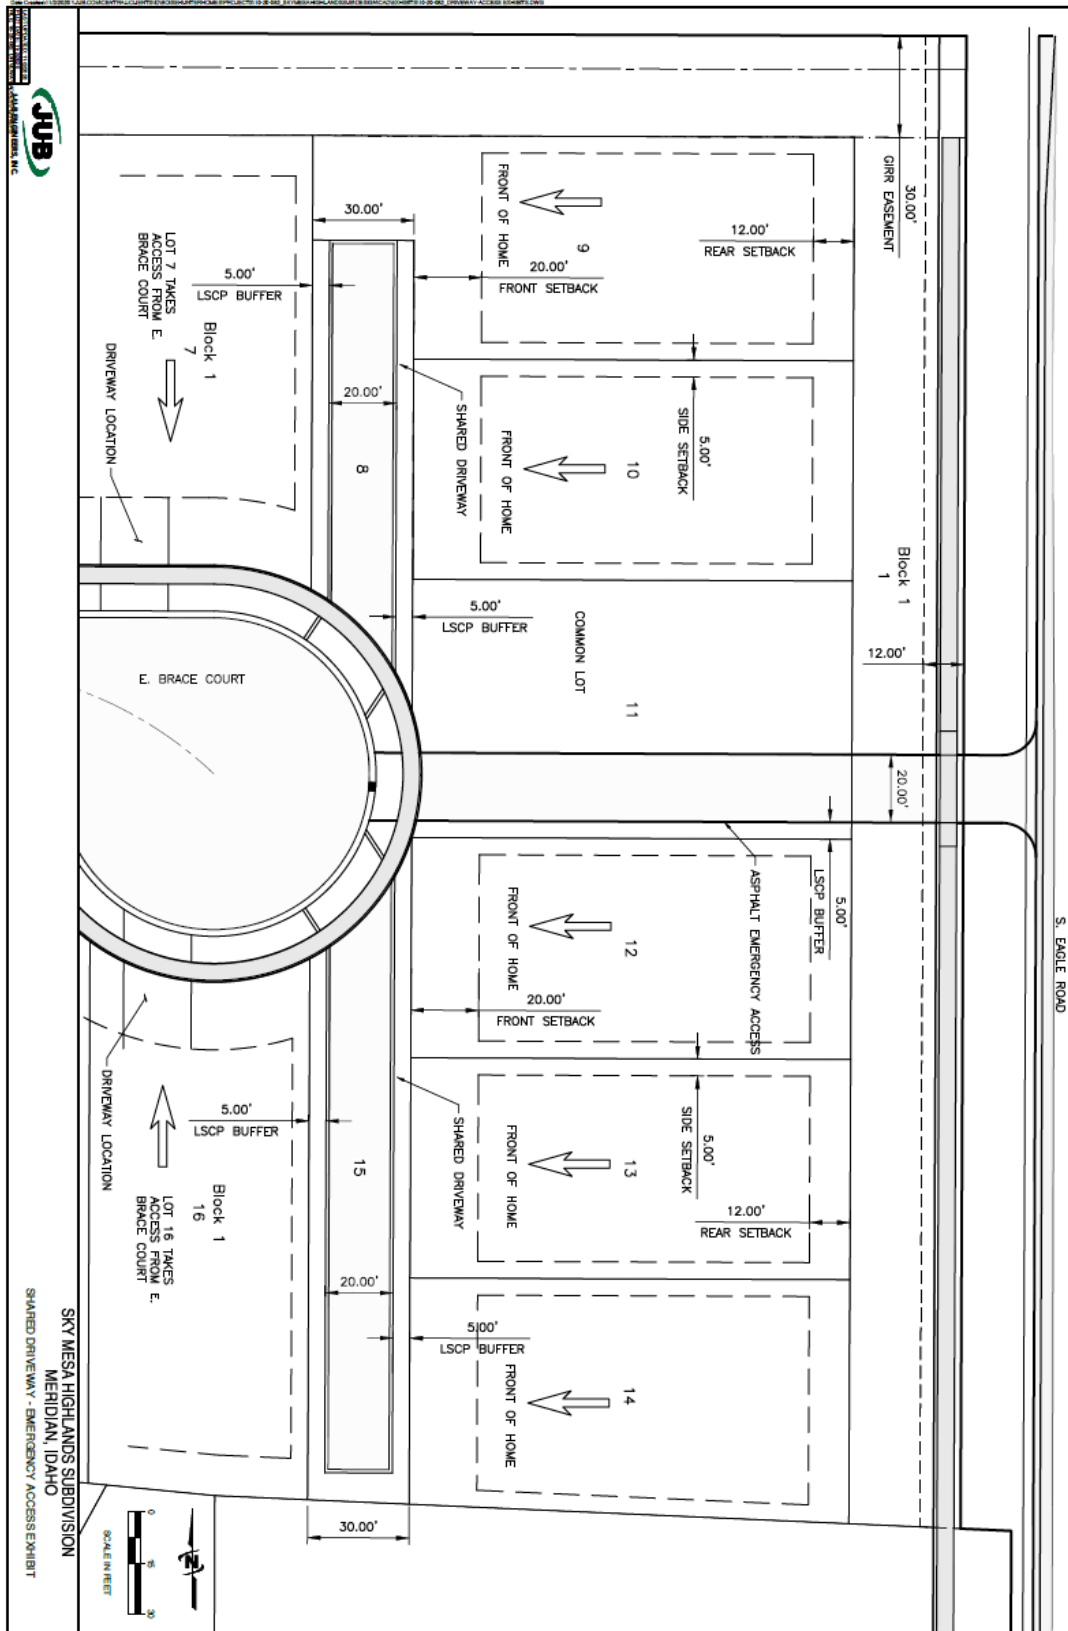 JUB
J-U-B ENGINEERS, INC.
S. EAGLE ROAD
30.00'
GIRR EASEMENT
Block 1
1
12.00'
20.00'
5.00'
LSCP BUFFER
ASPHALT EMERGENCY ACCESS
FRONT OF HOME
9
12.00'
REAR SETBACK
20.00'
FRONT SETBACK
30.00'
5.00'
LSCP BUFFER
LOT 7 TAKES
ACCESS FROM E.
BRACE COURT
Block 1
7
DRIVEWAY LOCATION
20.00'
8
SHARED DRIVEWAY
FRONT OF HOME
10
5.00'
SIDE SETBACK
5.00'
LSCP BUFFER
COMMON LOT
11
E. BRACE COURT
FRONT OF HOME
12
20.00'
FRONT SETBACK
DRIVEWAY LOCATION
5.00'
LSCP BUFFER
15
SHARED DRIVEWAY
FRONT OF HOME
13
5.00'
SIDE SETBACK
12.00'
REAR SETBACK
Block 1
16
LOT 16 TAKES
ACCESS FROM E.
BRACE COURT
20.00'
5.00'
LSCP BUFFER
FRONT OF HOME
14
30.00'
N
0
15
30
SCALE IN FEET
SKY MESA HIGHLANDS SUBDIVISION
MERIDIAN, IDAHO
SHARED DRIVEWAY - EMERGENCY ACCESS EXHIBIT